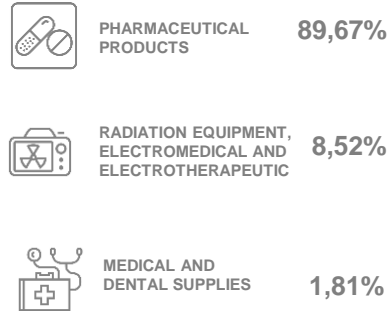 PHARMACEUTICAL
PRODUCTS
89,67%
RADIATION EQUIPMENT,
ELECTROMEDICAL AND
ELECTROTHERAPEUTIC
8,52%
MEDICAL AND
DENTAL SUPPLIES
1,81%